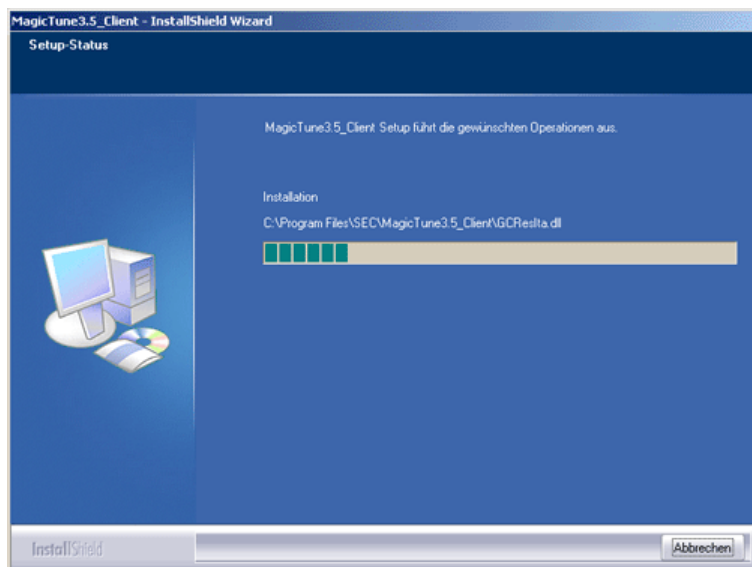 MagicTune3.5_Client - InstallShield Wizard
Setup-Status
MagicTune3.5_Client Setup führt die gewünschten Operationen aus.
Installation
C:\Program Files\SEC\MagicTune3.5_Client\GCResIta.dll
InstallShield
Abbrechen